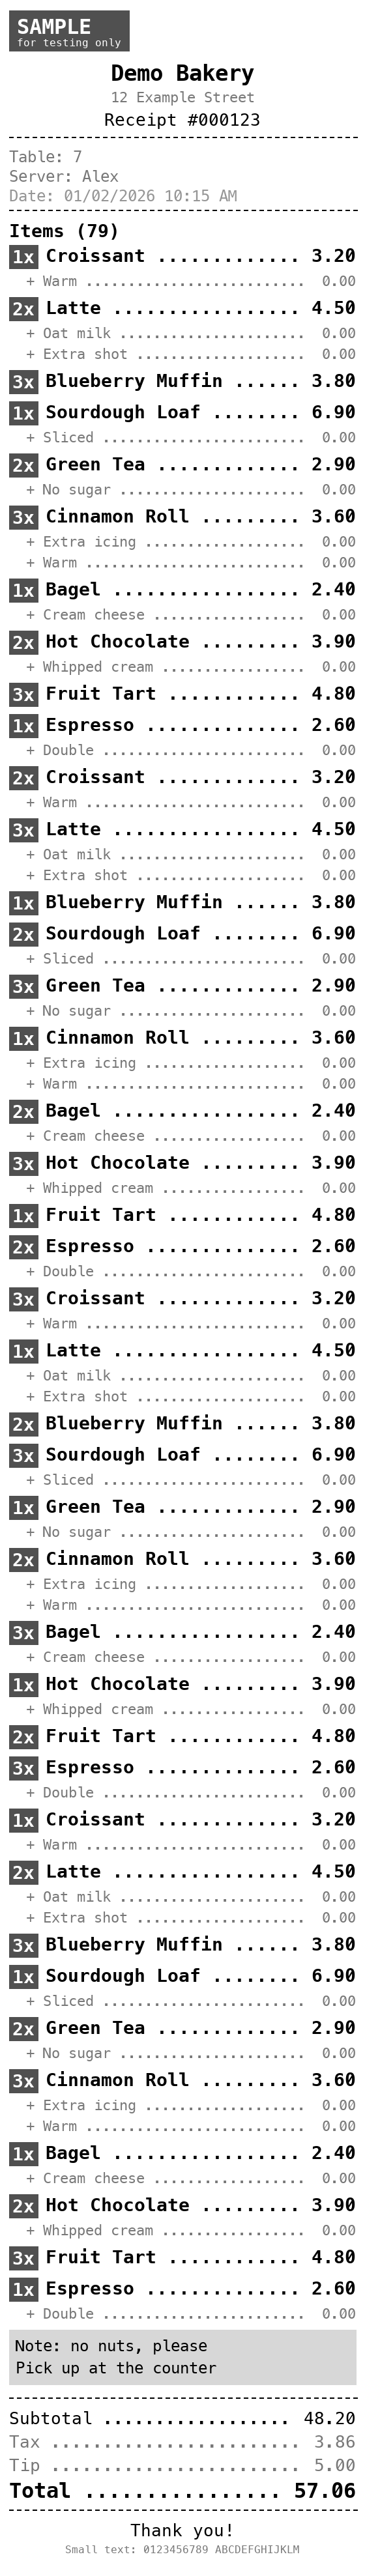 SAMPLE
for testing only
Demo Bakery
12 Example Street
Receipt #000123
Table: 7
Server: Alex
Date: 01/02/2026 10:15 AM
Items (79)
1x Croissant ............. 3.20
+ Warm .......................... 0.00
2x Latte ................. 4.50
+ Oat milk ...................... 0.00
+ Extra shot .................... 0.00
3x Blueberry Muffin ...... 3.80
1x Sourdough Loaf ........ 6.90
+ Sliced ........................ 0.00
2x Green Tea ............. 2.90
+ No sugar ...................... 0.00
3x Cinnamon Roll ......... 3.60
+ Extra icing ................... 0.00
+ Warm .......................... 0.00
1x Bagel ................. 2.40
+ Cream cheese .................. 0.00
2x Hot Chocolate ......... 3.90
+ Whipped cream ................. 0.00
3x Fruit Tart ............ 4.80
1x Espresso .............. 2.60
+ Double ........................ 0.00
2x Croissant ............. 3.20
+ Warm .......................... 0.00
3x Latte ................. 4.50
+ Oat milk ...................... 0.00
+ Extra shot .................... 0.00
1x Blueberry Muffin ...... 3.80
2x Sourdough Loaf ........ 6.90
+ Sliced ........................ 0.00
3x Green Tea ............. 2.90
+ No sugar ...................... 0.00
1x Cinnamon Roll ......... 3.60
+ Extra icing ................... 0.00
+ Warm .......................... 0.00
2x Bagel ................. 2.40
+ Cream cheese .................. 0.00
3x Hot Chocolate ......... 3.90
+ Whipped cream ................. 0.00
1x Fruit Tart ............ 4.80
2x Espresso .............. 2.60
+ Double ........................ 0.00
3x Croissant ............. 3.20
+ Warm .......................... 0.00
1x Latte ................. 4.50
+ Oat milk ...................... 0.00
+ Extra shot .................... 0.00
2x Blueberry Muffin ...... 3.80
3x Sourdough Loaf ........ 6.90
+ Sliced ........................ 0.00
1x Green Tea ............. 2.90
+ No sugar ...................... 0.00
2x Cinnamon Roll ......... 3.60
+ Extra icing ................... 0.00
+ Warm .......................... 0.00
3x Bagel ................. 2.40
+ Cream cheese .................. 0.00
1x Hot Chocolate ......... 3.90
+ Whipped cream ................. 0.00
2x Fruit Tart ............ 4.80
3x Espresso .............. 2.60
+ Double ........................ 0.00
1x Croissant ............. 3.20
+ Warm .......................... 0.00
2x Latte ................. 4.50
+ Oat milk ...................... 0.00
+ Extra shot .................... 0.00
3x Blueberry Muffin ...... 3.80
1x Sourdough Loaf ........ 6.90
+ Sliced ........................ 0.00
2x Green Tea ............. 2.90
+ No sugar ...................... 0.00
3x Cinnamon Roll ......... 3.60
+ Extra icing ................... 0.00
+ Warm .......................... 0.00
1x Bagel ................. 2.40
+ Cream cheese .................. 0.00
2x Hot Chocolate ......... 3.90
+ Whipped cream ................. 0.00
3x Fruit Tart ............ 4.80
1x Espresso .............. 2.60
+ Double ........................ 0.00
Note: no nuts, please
Pick up at the counter
Subtotal .................. 48.20
Tax ........................ 3.86
Tip ........................ 5.00
Total ................ 57.06
Thank you!
Small text: 0123456789 ABCDEFGHIJKLM